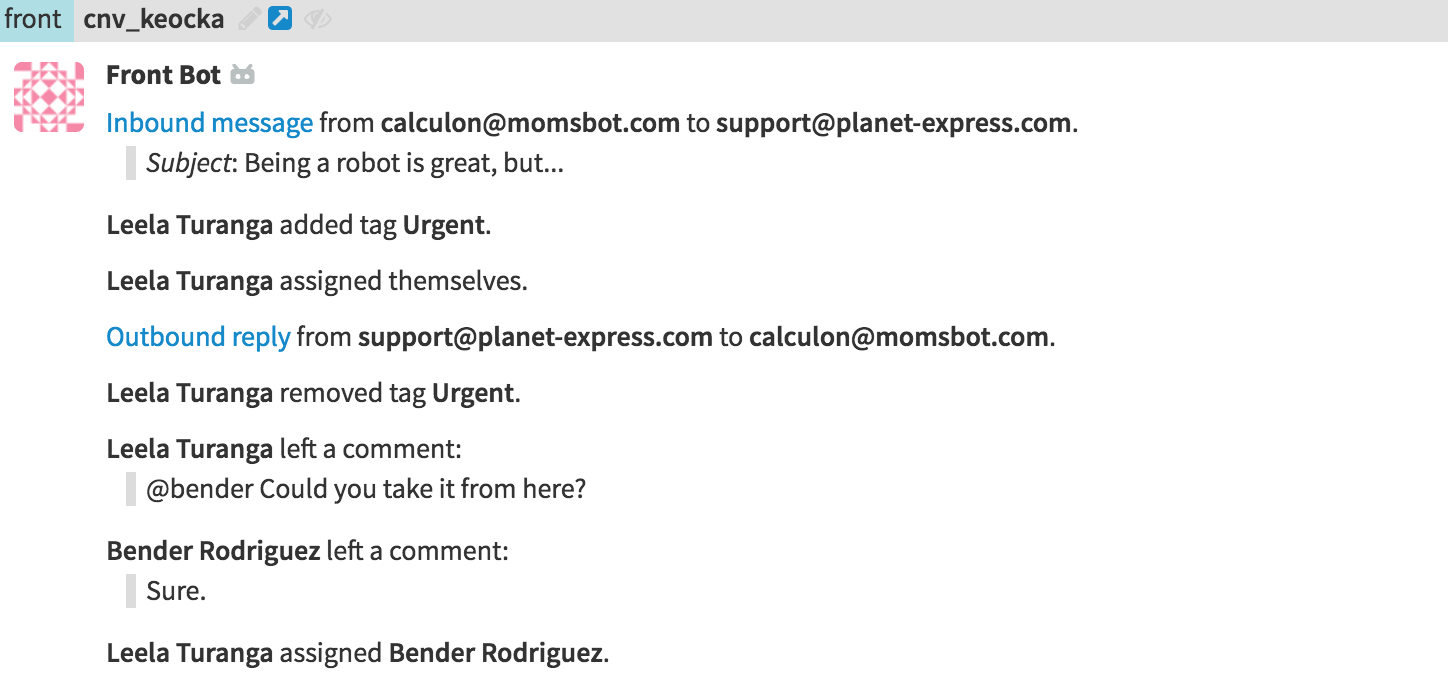 front cnv_keocka
Front Bot
Inbound message from calculon@momsbot.com to support@planet-express.com.
Subject: Being a robot is great, but...
Leela Turanga added tag Urgent.
Leela Turanga assigned themselves.
Outbound reply from support@planet-express.com to calculon@momsbot.com.
Leela Turanga removed tag Urgent.
Leela Turanga left a comment:
@bender Could you take it from here?
Bender Rodriguez left a comment:
Sure.
Leela Turanga assigned Bender Rodriguez.